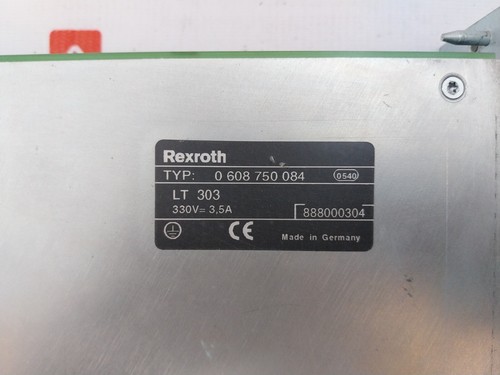 Rexroth
TYP: 0 608 750 084 0540
LT 303
330V= 3,5A 888000304
CE Made in Germany